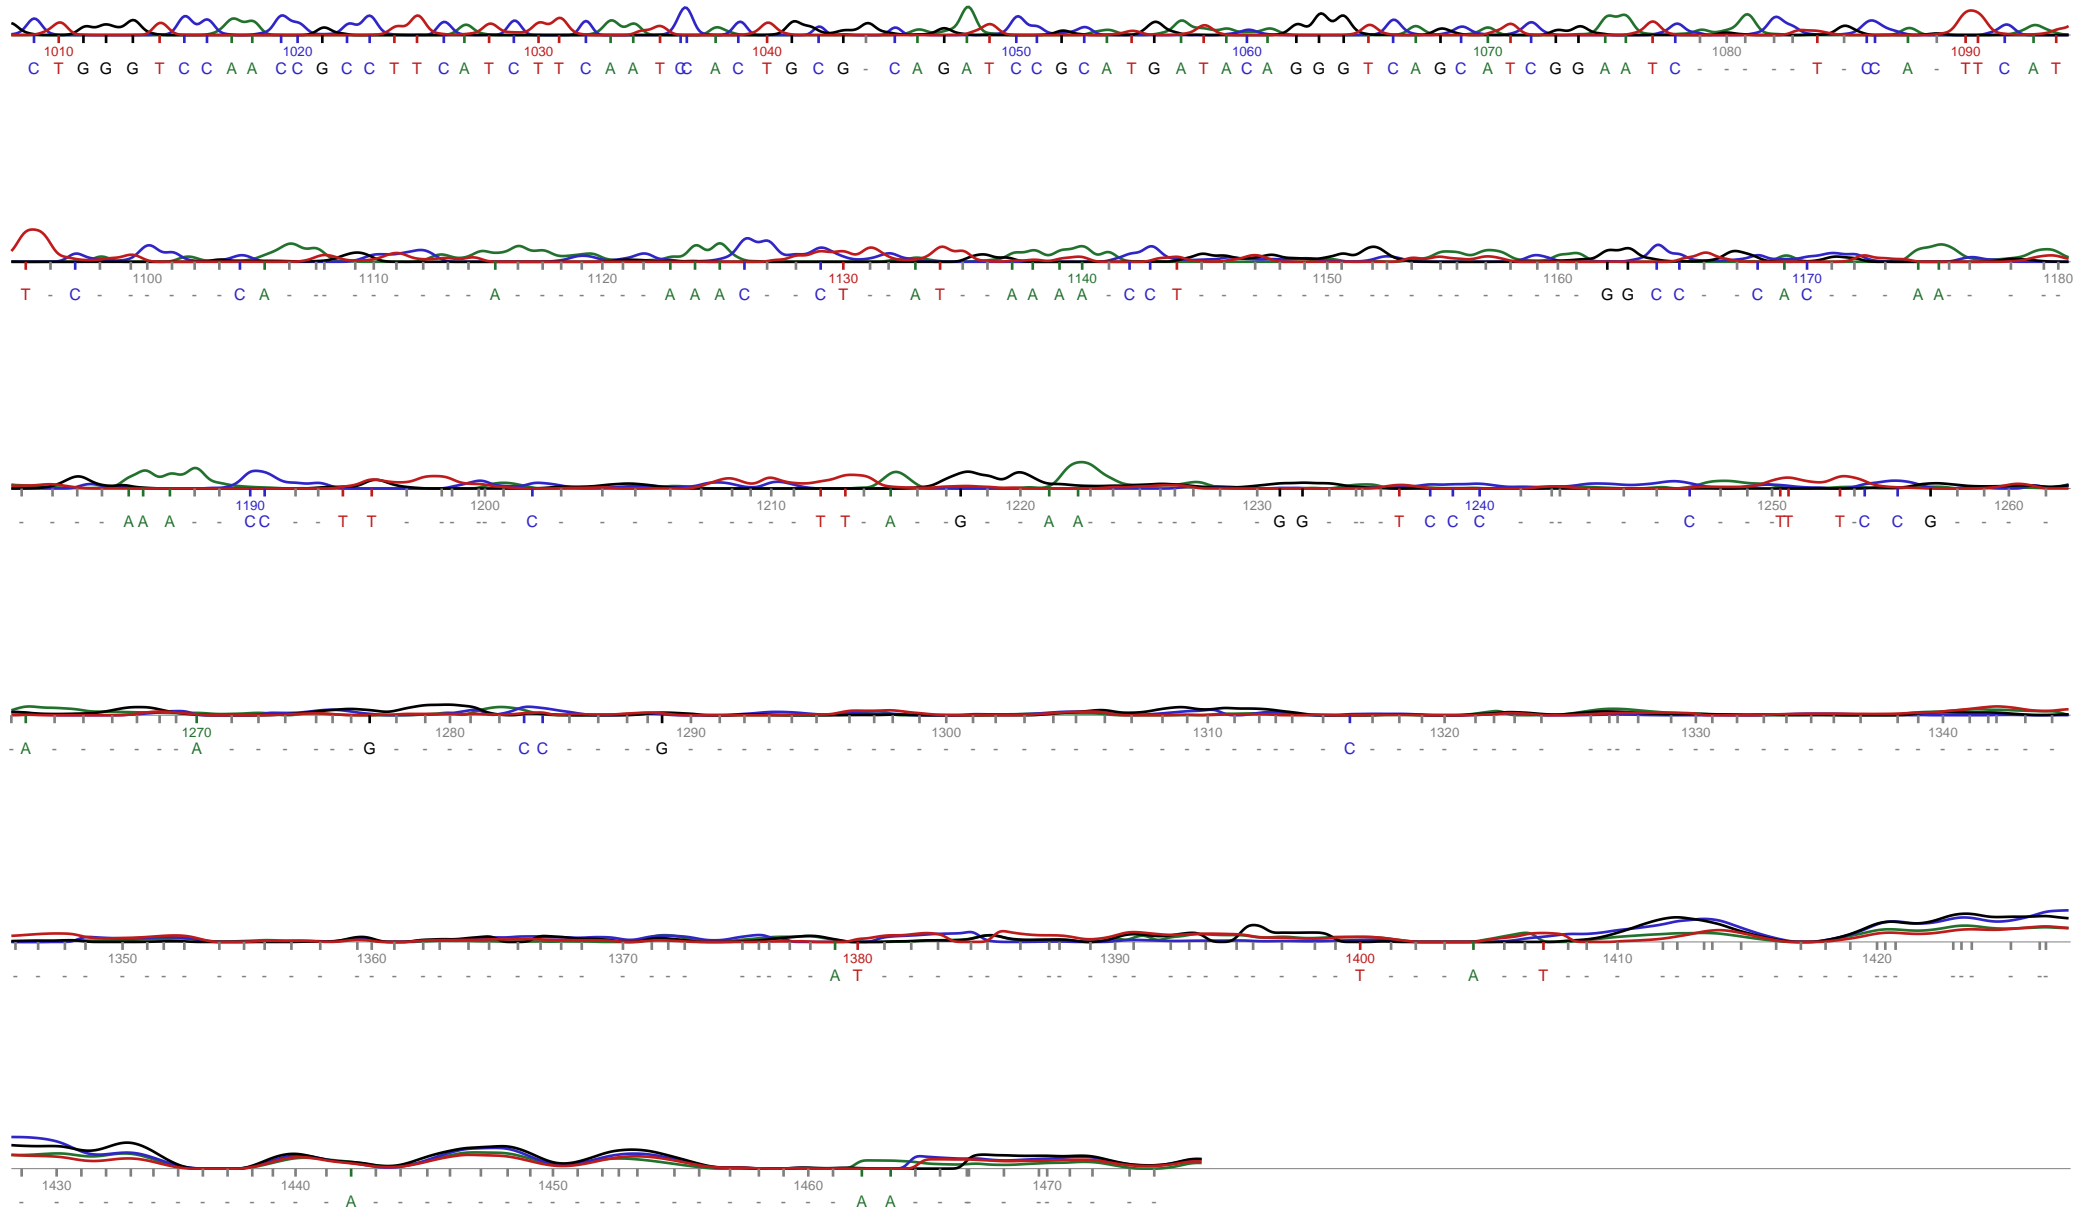 1010 1020 1030 1040 1050 1060 1070 1080 1090
C T G G G T C C A A C C G C C T T C A T C T T C A A T C C A C T G C G - C A G A T C C G C A T G A T A C A G G G T C A G C A T C G G A A T C - - - - - T - C C A - T T C A T
1100 1110 1120 1130 1140 1150 1160 1170 1180
T - C - - - - - - C A - - - - - - - - - A - - - - - - A A A C - - C T - - A T - - A A A A - C C T - - - - - - - - - - - - - - - - - G G C C - - C A C - - - - A A - - - - -
1190 1200 1210 1220 1230 1240 1250 1260
- - - - A A A - - C C - - T T - - - - - - C - - - - - - - - - - T T - A - - G - - A A - - - - - - - G G - - - - T C C C - - - - - - C - - - - T T T - C C G - - - -
1270 1280 1290 1300 1310 1320 1330 1340
- A - - - - - - - A - - - - - - - G - - - - - C C - - - - G - - - - - - - - - - - - - - - - - - - - - - - - - - C - - - - - - - - - - - - - - - - - - - - - - - - - - - - -
1350 1360 1370 1380 1390 1400 1410 1420
- - - - - - - - - - - - - - - - - - - - - - - - - - - - - - - - - - A T - - - - - - - - - - - - - - - - - - - - T - - - A - T - - - - - - - - - - - - - - - - - - - - - -
1430 1440 1450 1460 1470
- - - - - - - - - - - - - A - - - - - - - - - - - - - - - - - - A A - - - - - - - - - -